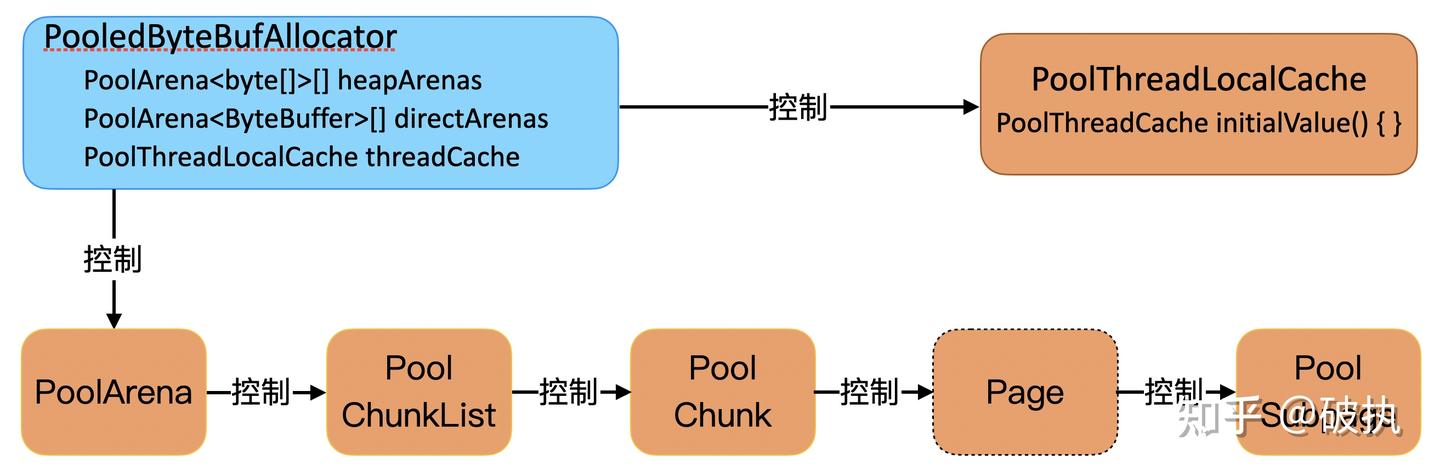 PooledByteBufAllocator
PoolArena<byte[]>[] heapArenas
PoolArena<ByteBuffer>[] directArenas
PoolThreadLocalCache threadCache
控制
PoolThreadLocalCache
PoolThreadCache initialValue() { }
控制
PoolArena
控制
Pool
ChunkList
控制
Pool
Chunk
控制
Page
控制
Pool
Subpage
知乎 @破执